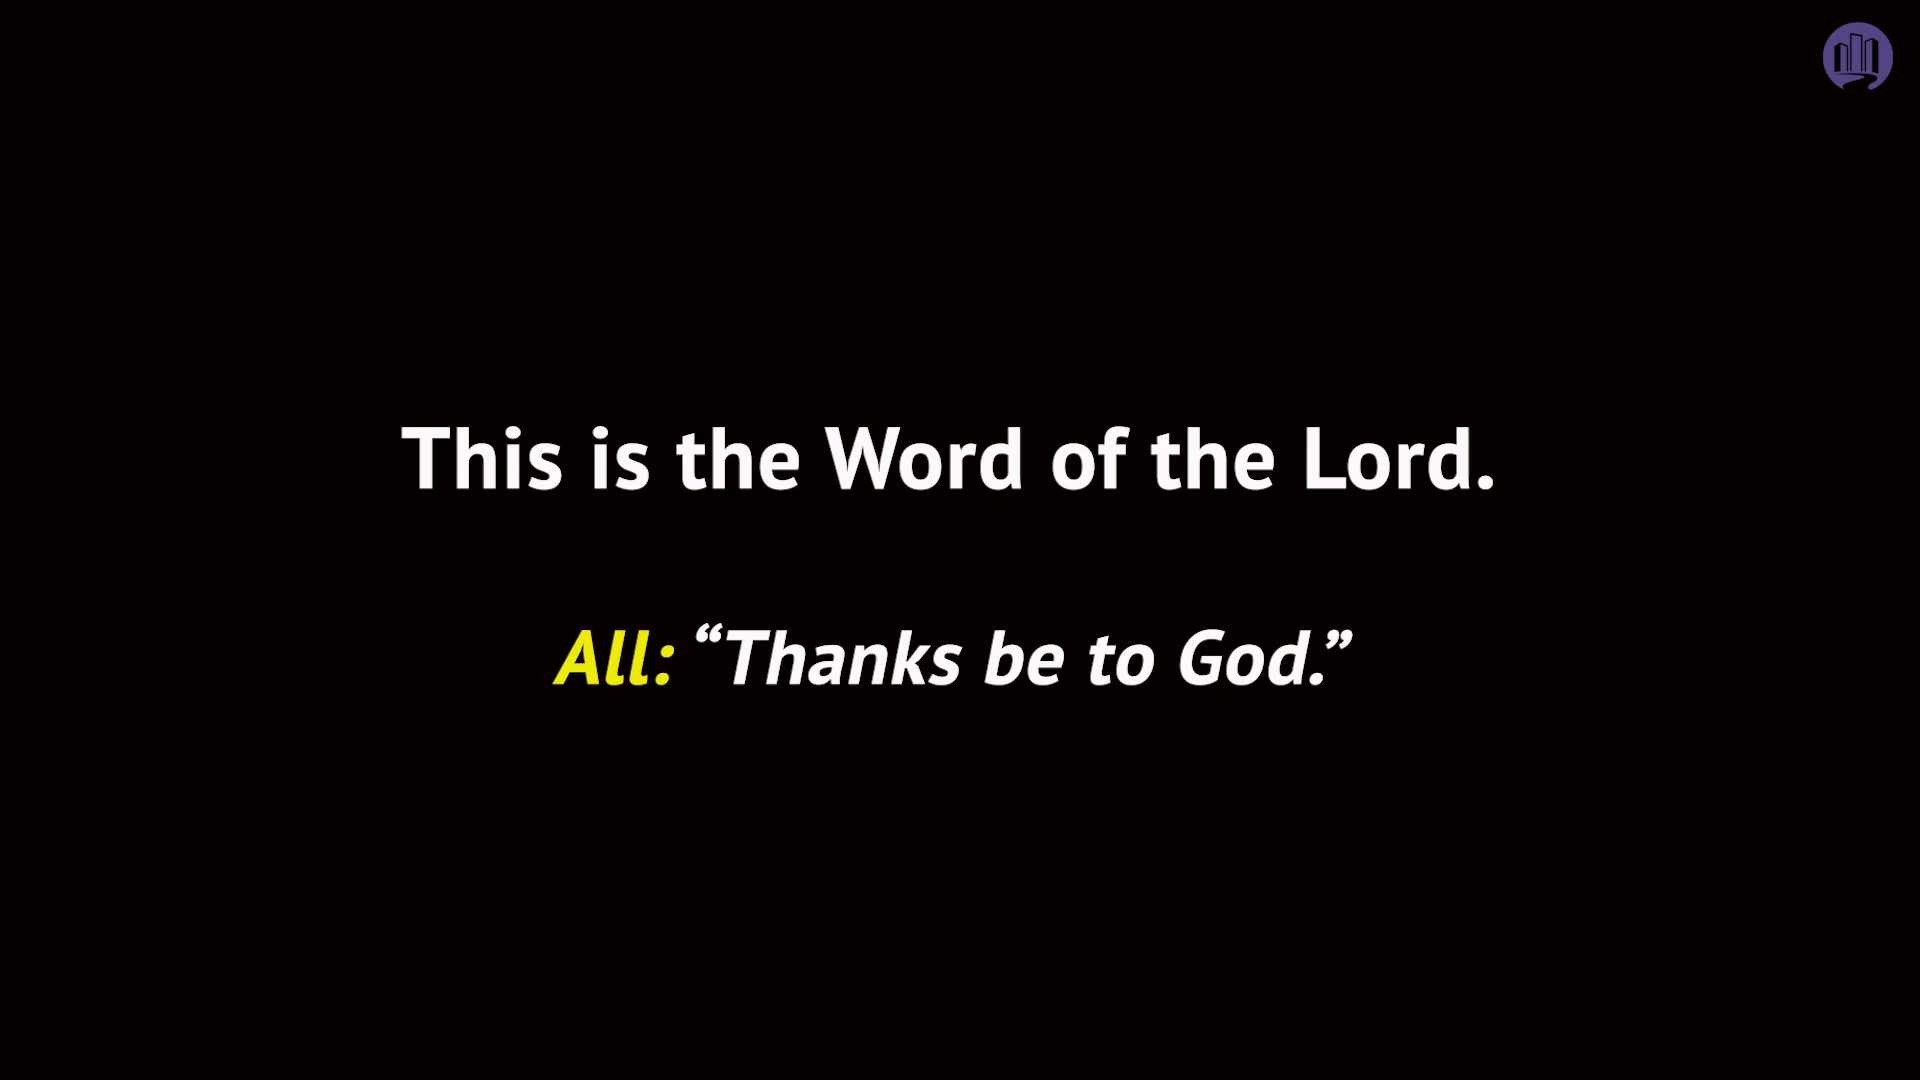 This is the Word of the Lord.
All: “Thanks be to God.”